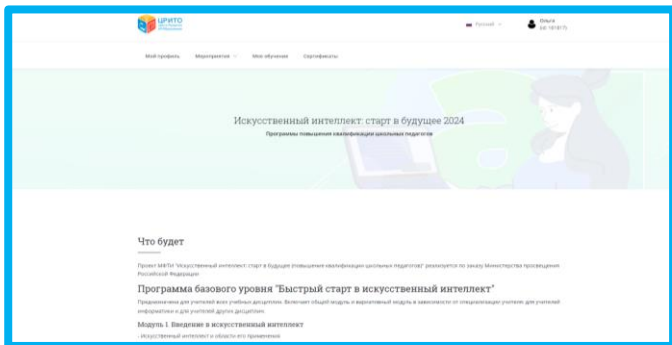 ЦРИТО
Русский
Ольга
Мой профиль Мероприятия Мое обучение Сертификаты
Искусственный интеллект: старт в будущее 2024
Программы повышения квалификации школьных педагогов
Что будет
Проект МФТИ "Искусственный интеллект: старт в будущее (повышение квалификации школьных педагогов)" реализуется по заказу Министерства просвещения
Российской Федерации
Программа базового уровня "Быстрый старт в искусственный интеллект"
Предназначена для учителей всех учебных дисциплин. Включает общий модуль и вариативный модуль в зависимости от специализации учителя: для учителей
информатики и для учителей других дисциплин.
Модуль 1. Введение в искусственный интеллект
- Искусственный интеллект и области его применения.